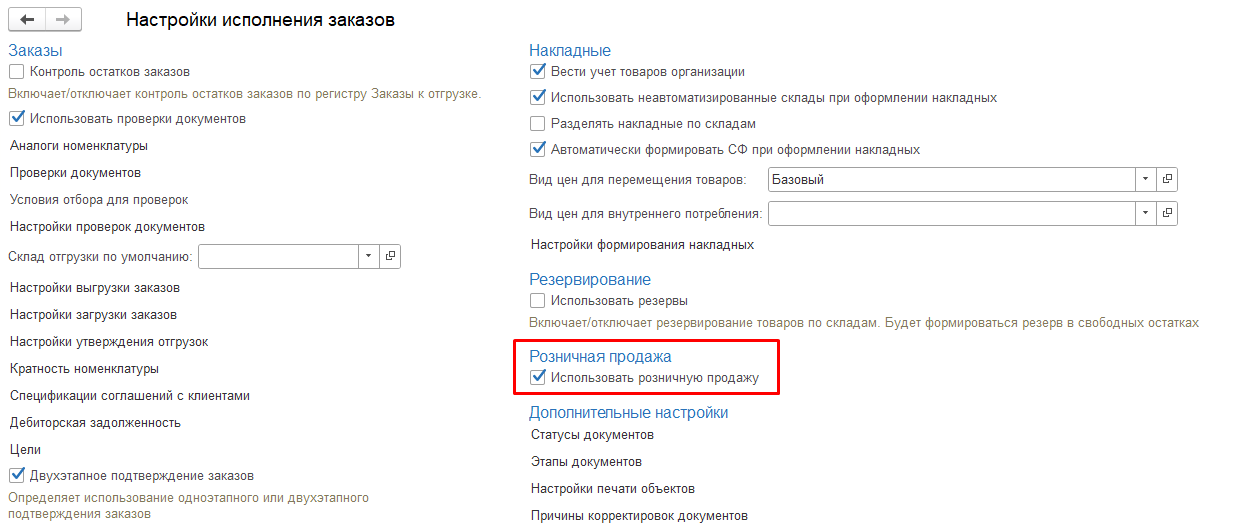 Настройки исполнения заказов
Заказы
Контроль остатков заказов
Включает/отключает контроль остатков заказов по регистру Заказы к отгрузке.
Использовать проверки документов
Аналоги номенклатуры
Проверки документов
Условия отбора для проверок
Настройки проверок документов
Склад отгрузки по умолчанию:
Настройки выгрузки заказов
Настройки загрузки заказов
Настройки утверждения отгрузок
Кратность номенклатуры
Спецификации соглашений с клиентами
Дебиторская задолженность
Цели
Двухэтапное подтверждение заказов
Определяет использование одноэтапного или двухэтапного
подтверждения заказов
Накладные
Вести учет товаров организации
Использовать неавтоматизированные склады при оформлении накладных
Разделять накладные по складам
Автоматически формировать СФ при оформлении накладных
Вид цен для перемещения товаров: Базовый
Вид цен для внутреннего потребления:
Настройки формирования накладных
Резервирование
Использовать резервы
Включает/отключает резервирование товаров по складам. Будет формироваться резерв в свободных остатках
Розничная продажа
Использовать розничную продажу
Дополнительные настройки
Статусы документов
Этапы документов
Настройки печати объектов
Причины корректировок документов